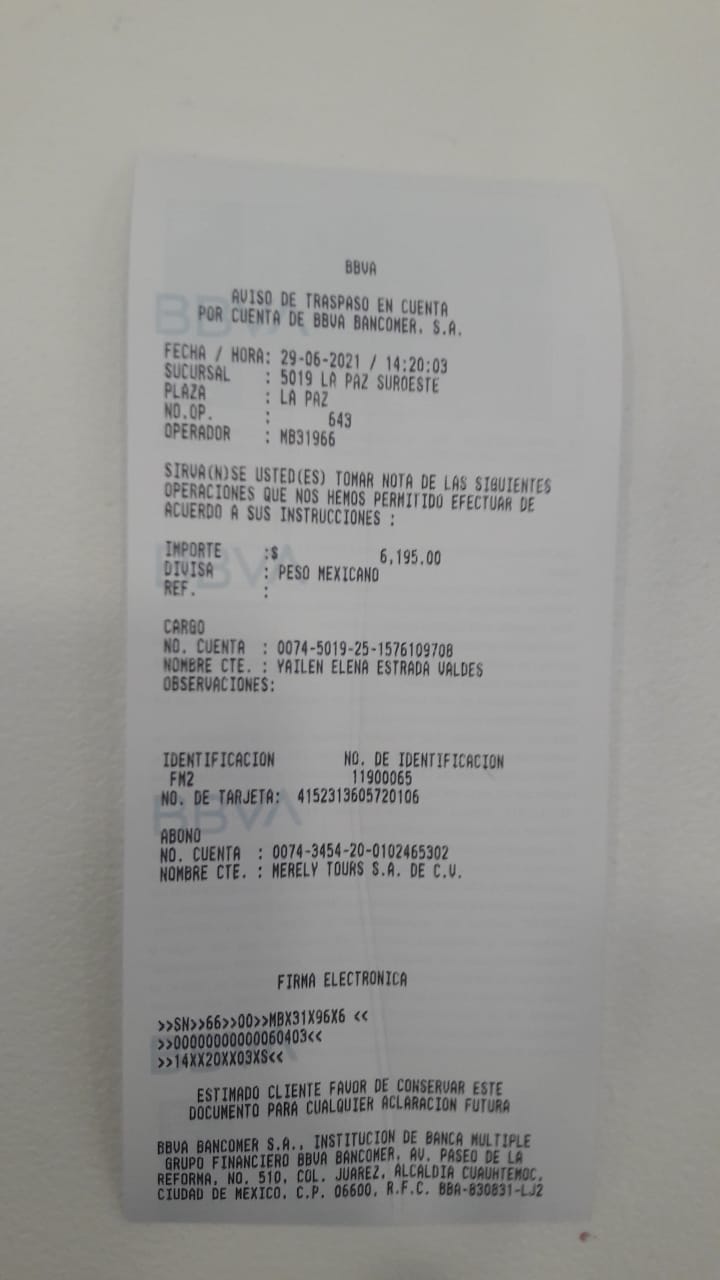 BBVA
AVISO DE TRASPASO EN CUENTA
POR CUENTA DE BBVA BANCOMER, S.A.
FECHA / HORA: 29-06-2021 / 14:20:03
SUCURSAL : 5019 LA PAZ SUROESTE
PLAZA : LA PAZ
NO.OP. : 643
OPERADOR : MB31966
SIRVA(N)SE USTED(ES) TOMAR NOTA DE LAS SIGUIENTES
OPERACIONES QUE NOS HEMOS PERMITIDO EFECTUAR DE
ACUERDO A SUS INSTRUCCIONES :
IMPORTE :$ 6,195.00
DIVISA : PESO MEXICANO
REF. :
CARGO
NO. CUENTA : 0074-5019-25-1576109708
NOMBRE CTE. : YAILEN ELENA ESTRADA VALDES
OBSERVACIONES:
IDENTIFICACION NO. DE IDENTIFICACION
FM2 11900065
NO. DE TARJETA: 4152313605720106
ABONO
NO. CUENTA : 0074-3454-20-0102465302
NOMBRE CTE. : MERELY TOURS S.A. DE C.V.
FIRMA ELECTRONICA
>>SN>>66>>00>>MBX31X96X6 <<
>>00000000000060403<<
>>14XX20XX03XS<<
ESTIMADO CLIENTE FAVOR DE CONSERVAR ESTE
DOCUMENTO PARA CUALQUIER ACLARACION FUTURA
BBVA BANCOMER S.A., INSTITUCION DE BANCA MULTIPLE
GRUPO FINANCIERO BBVA BANCOMER, AV. PASEO DE LA
REFORMA, NO. 510, COL. JUAREZ, ALCALDIA CUAUHTEMOC,
CIUDAD DE MEXICO, C.P. 06600, R.F.C. BBA-830831-LJ2